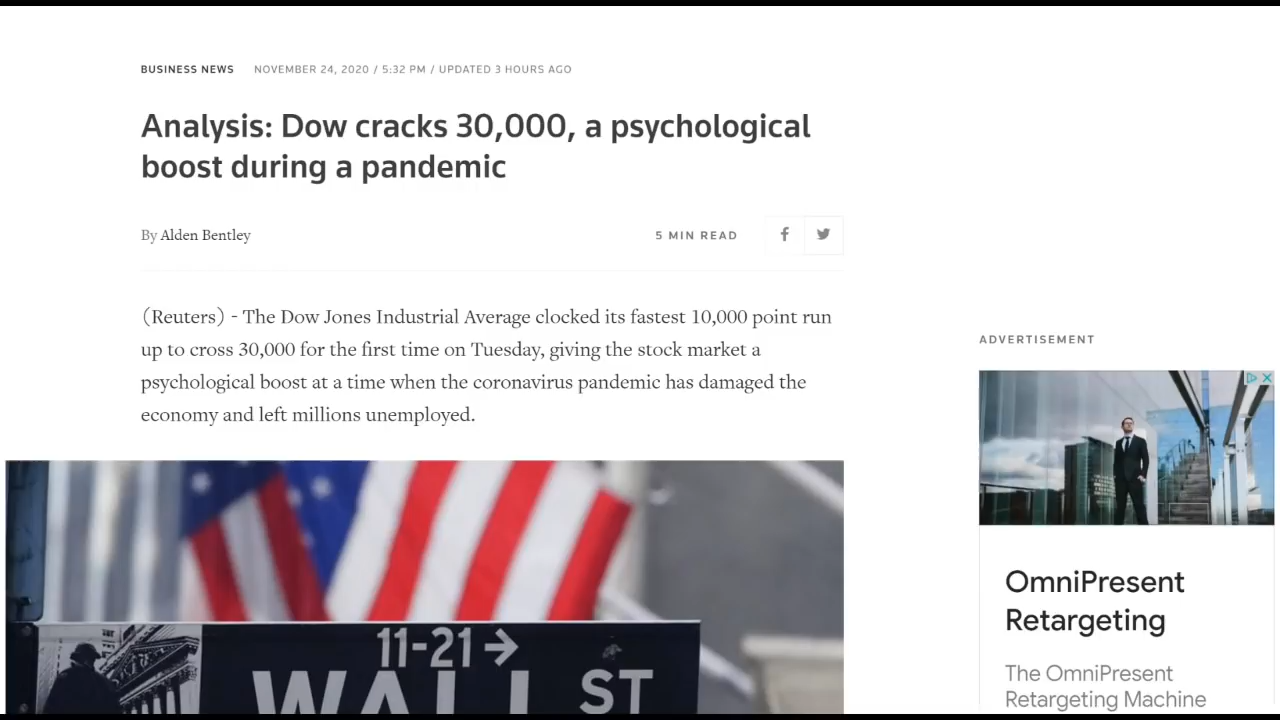 BUSINESS NEWS NOVEMBER 24, 2020 / 5:32 PM / UPDATED 3 HOURS AGO
Analysis: Dow cracks 30,000, a psychological
boost during a pandemic
By Alden Bentley
5 MIN READ
(Reuters) - The Dow Jones Industrial Average clocked its fastest 10,000 point run
up to cross 30,000 for the first time on Tuesday, giving the stock market a
psychological boost at a time when the coronavirus pandemic has damaged the
economy and left millions unemployed.
11-21→
WALL ST
ADVERTISEMENT
OmniPresent
Retargeting
The OmniPresent
Retargeting Machine